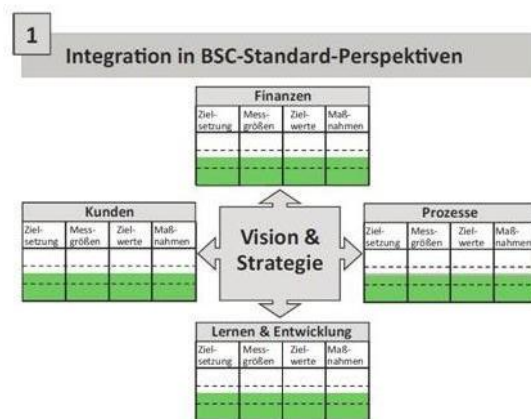 1
Integration in BSC-Standard-Perspektiven
Finanzen
Ziel- Mess- Ziel- Maß-
setzung größen werte nahmen
Kunden
Ziel- Mess- Ziel- Maß-
setzung größen werte nahmen
Vision &
Strategie
Prozesse
Ziel- Mess- Ziel- Maß-
setzung größen werte nahmen
Lernen & Entwicklung
Ziel- Mess- Ziel- Maß-
setzung größen werte nahmen